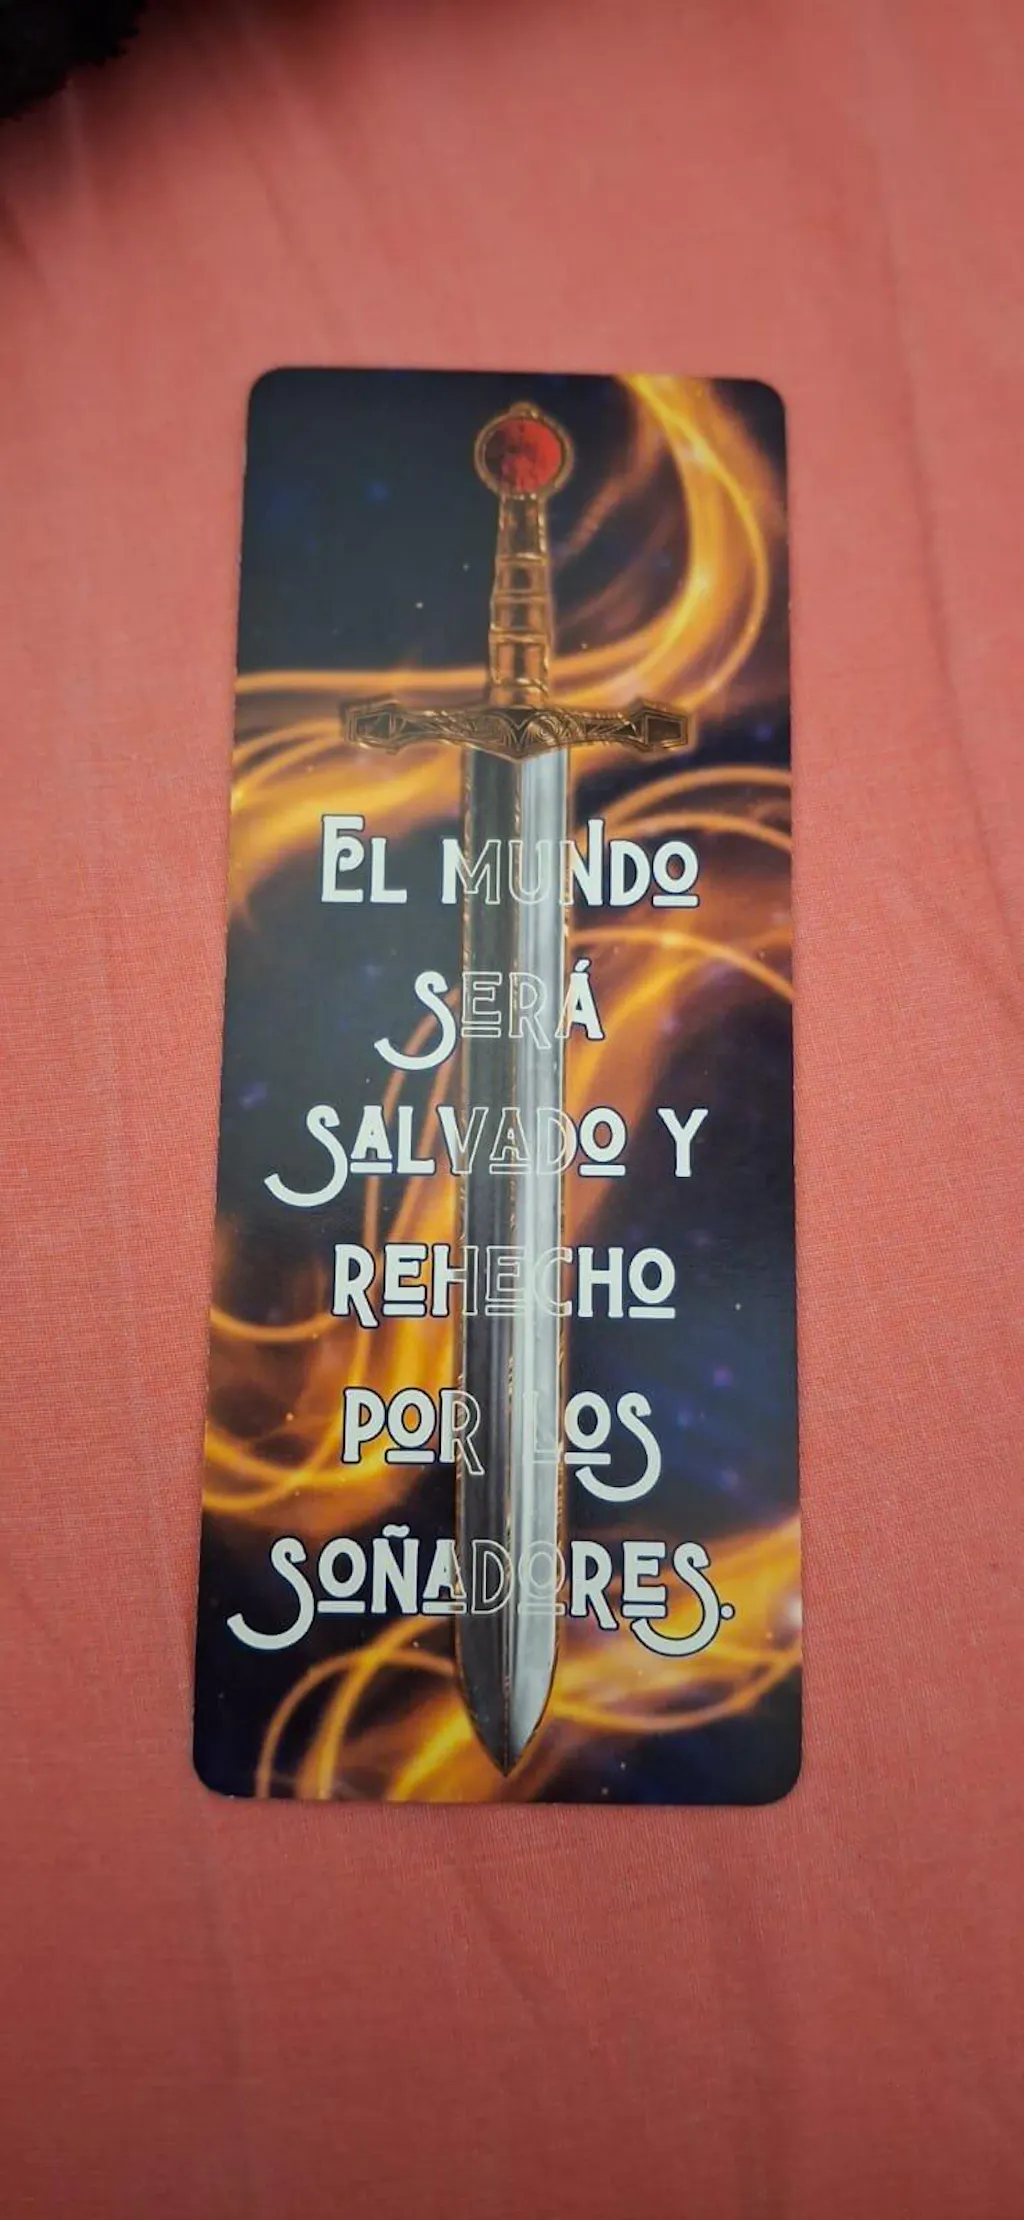 EL MUNDO
SERÁ
SALVADO Y
REHECHO
POR LOS
SOÑADORES.